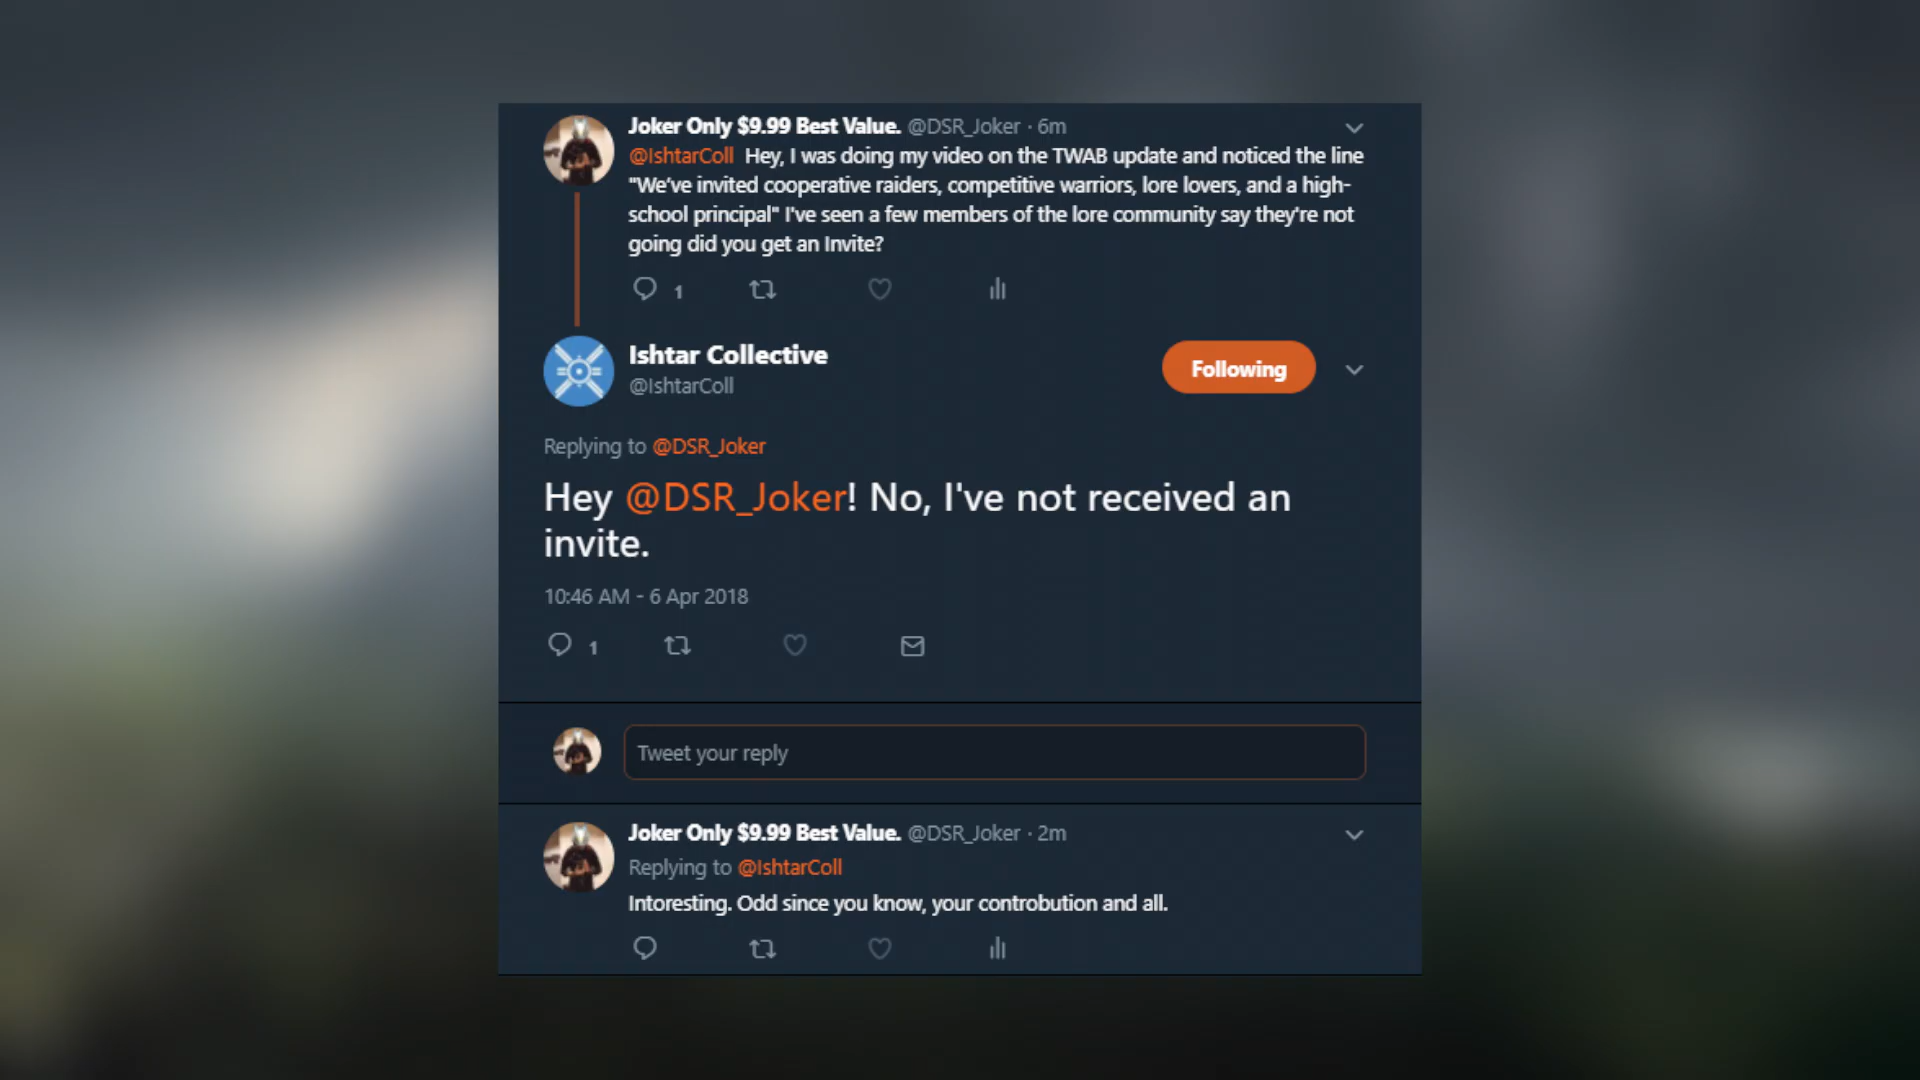 Joker Only $9.99 Best Value. @DSR_Joker · 6m
@IshtarColl Hey, I was doing my video on the TWAB update and noticed the line
"We've invited cooperative raiders, competitive warriors, lore lovers, and a high-
school principal" I've seen a few members of the lore community say they're not
going did you get an Invite?
1
Ishtar Collective
@IshtarColl
Following
Replying to @DSR_Joker
Hey @DSR_Joker! No, I've not received an
invite.
10:46 AM - 6 Apr 2018
1
Tweet your reply
Joker Only $9.99 Best Value. @DSR_Joker · 2m
Replying to @IshtarColl
Intoresting. Odd since you know, your controbution and all.